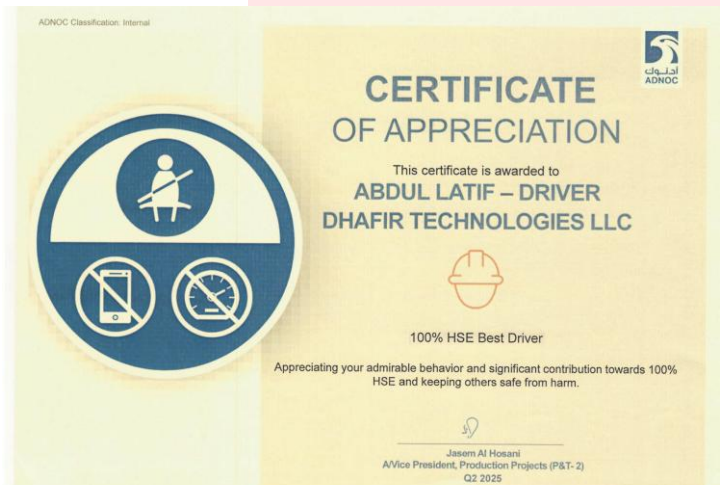 ADNOC Classification: Internal
أدنوك
ADNOC
CERTIFICATE
OF APPRECIATION
This certificate is awarded to
ABDUL LATIF – DRIVER
DHAFIR TECHNOLOGIES LLC
100% HSE Best Driver
Appreciating your admirable behavior and significant contribution towards 100%
HSE and keeping others safe from harm.
Jasem Al Hosani
A/Vice President, Production Projects (P&T- 2)
Q2 2025